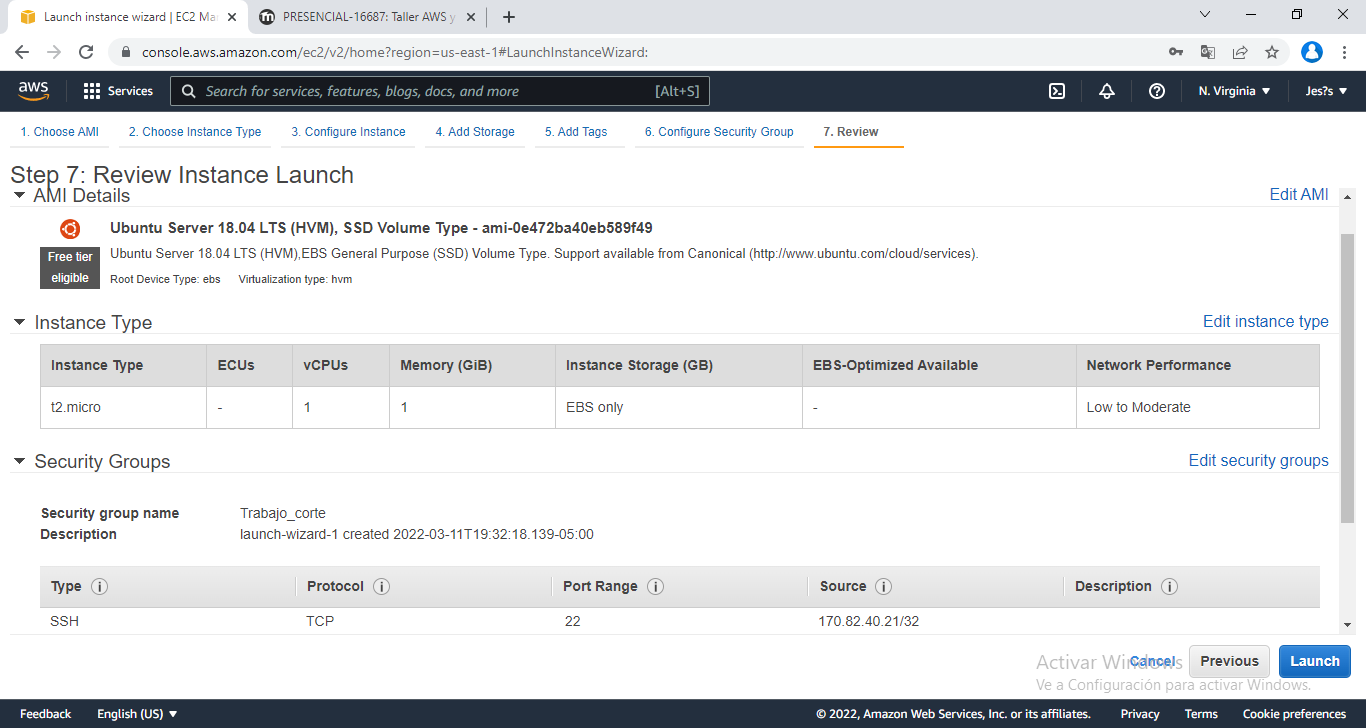 Launch instance wizard | EC2 Ma
PRESENCIAL-16687: Taller AWS y
console.aws.amazon.com/ec2/v2/home?region=us-east-1#LaunchInstanceWizard:
aws Services Search for services, features, blogs, docs, and more [Alt+S] N. Virginia Jes?s
1. Choose AMI 2. Choose Instance Type 3. Configure Instance 4. Add Storage 5. Add Tags 6. Configure Security Group 7. Review
Step 7: Review Instance Launch
AMI Details Edit AMI
Ubuntu Server 18.04 LTS (HVM), SSD Volume Type - ami-0e472ba40eb589f49
Free tier eligible
Ubuntu Server 18.04 LTS (HVM),EBS General Purpose (SSD) Volume Type. Support available from Canonical (http://www.ubuntu.com/cloud/services).
Root Device Type: ebs Virtualization type: hvm
Instance Type Edit instance type
Instance Type ECUs vCPUs Memory (GiB) Instance Storage (GB) EBS-Optimized Available Network Performance
t2.micro - 1 1 EBS only - Low to Moderate
Security Groups Edit security groups
Security group name Trabajo_corte
Description launch-wizard-1 created 2022-03-11T19:32:18.139-05:00
Type Protocol Port Range Source Description
SSH TCP 22 170.82.40.21/32
Activar Windows
Cancel Previous Launch
Ve a Configuración para activar Windows.
Feedback English (US) © 2022, Amazon Web Services, Inc. or its affiliates. Privacy Terms Cookie preferences